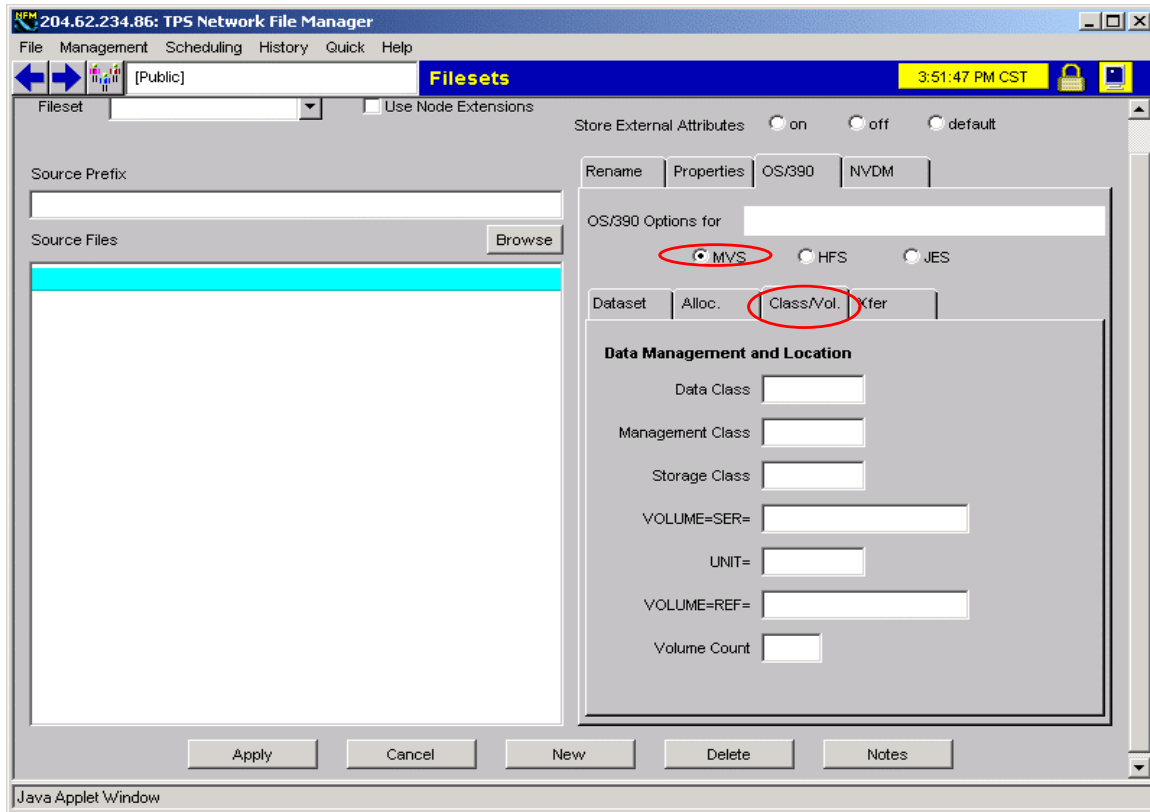 NFM 204.62.234.86: TPS Network File Manager
File Management Scheduling History Quick Help
[Public] Filesets 3:51:47 PM CST
Fileset Use Node Extensions
Store External Attributes on off default
Source Prefix
Source Files Browse
Rename Properties OS/390 NVDM
OS/390 Options for
MVS HFS JES
Dataset Alloc. Class/Vol. Xfer
Data Management and Location
Data Class
Management Class
Storage Class
VOLUME=SER=
UNIT=
VOLUME=REF=
Volume Count
Apply Cancel New Delete Notes
Java Applet Window